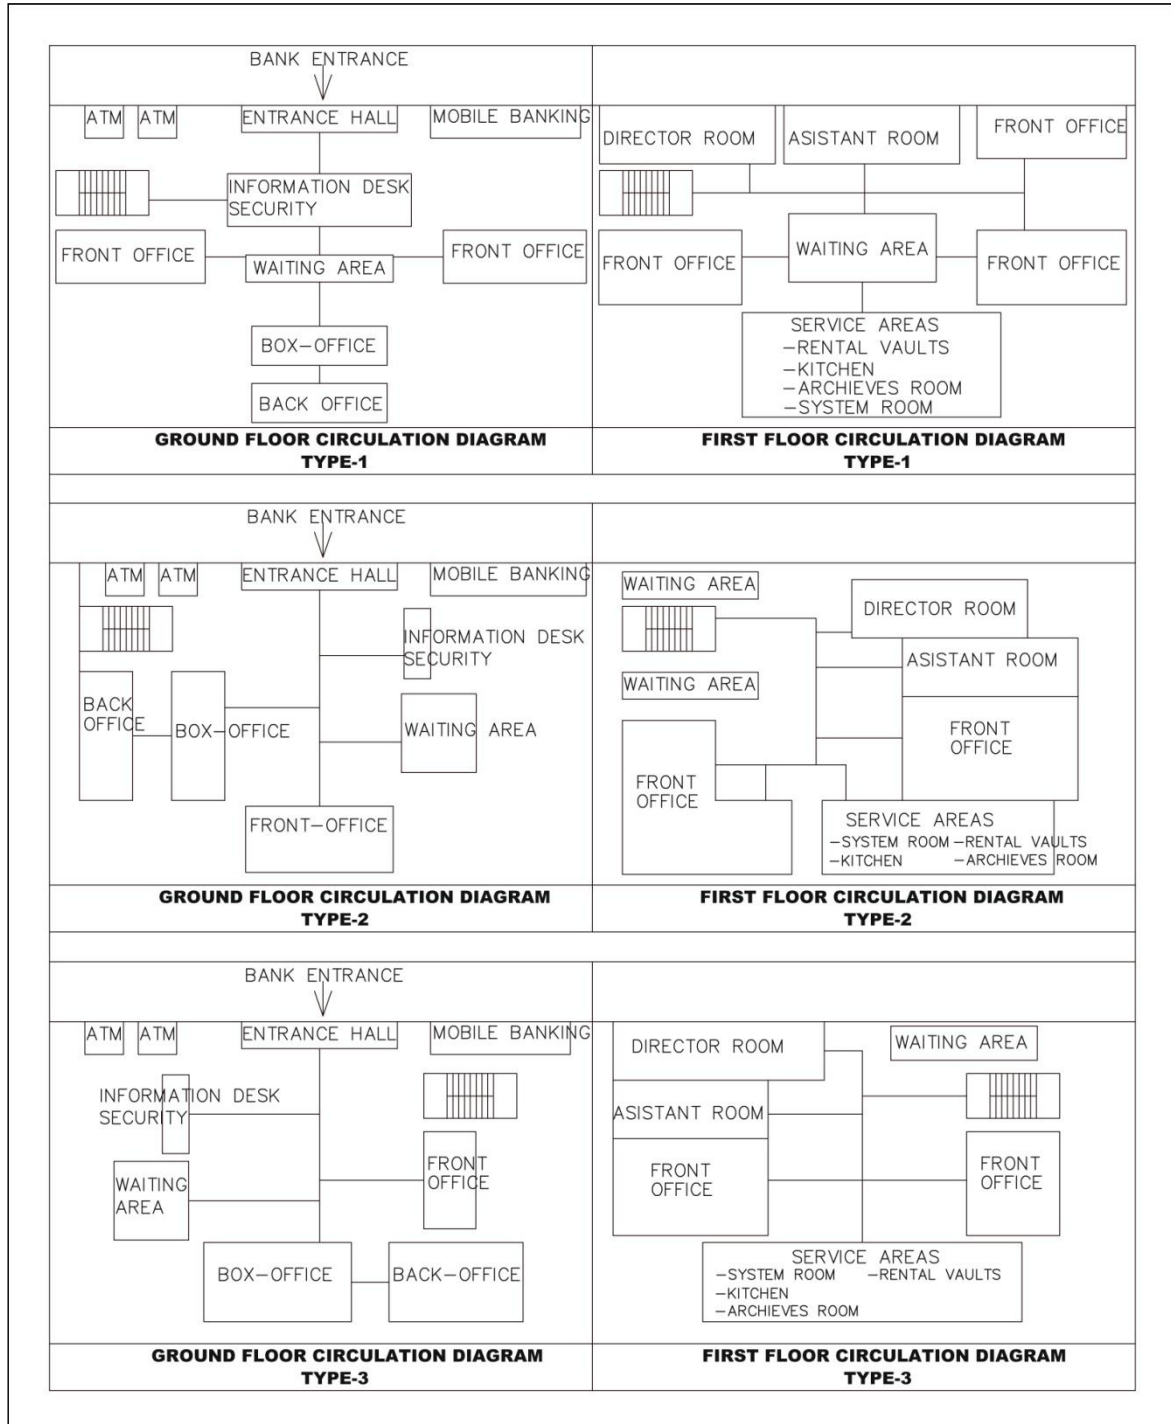 BANK ENTRANCE
ATM
ATM
ENTRANCE HALL
MOBILE BANKING
INFORMATION DESK
SECURITY
FRONT OFFICE
WAITING AREA
FRONT OFFICE
BOX-OFFICE
BACK OFFICE
GROUND FLOOR CIRCULATION DIAGRAM
TYPE-1
DIRECTOR ROOM
ASISTANT ROOM
FRONT OFFICE
FRONT OFFICE
WAITING AREA
FRONT OFFICE
SERVICE AREAS
-RENTAL VAULTS
-KITCHEN
-ARCHIEVES ROOM
-SYSTEM ROOM
FIRST FLOOR CIRCULATION DIAGRAM
TYPE-1
BANK ENTRANCE
ATM
ATM
ENTRANCE HALL
MOBILE BANKING
INFORMATION DESK
SECURITY
BACK
OFFICE
BOX-OFFICE
WAITING AREA
FRONT-OFFICE
GROUND FLOOR CIRCULATION DIAGRAM
TYPE-2
WAITING AREA
DIRECTOR ROOM
ASISTANT ROOM
WAITING AREA
FRONT
OFFICE
FRONT
OFFICE
SERVICE AREAS
-SYSTEM ROOM -RENTAL VAULTS
-KITCHEN -ARCHIEVES ROOM
FIRST FLOOR CIRCULATION DIAGRAM
TYPE-2
BANK ENTRANCE
ATM
ATM
ENTRANCE HALL
MOBILE BANKING
INFORMATION DESK
SECURITY
FRONT
OFFICE
WAITING
AREA
BOX-OFFICE
BACK-OFFICE
GROUND FLOOR CIRCULATION DIAGRAM
TYPE-3
DIRECTOR ROOM
WAITING AREA
ASISTANT ROOM
FRONT
OFFICE
FRONT
OFFICE
SERVICE AREAS
-SYSTEM ROOM -RENTAL VAULTS
-KITCHEN
-ARCHIEVES ROOM
FIRST FLOOR CIRCULATION DIAGRAM
TYPE-3